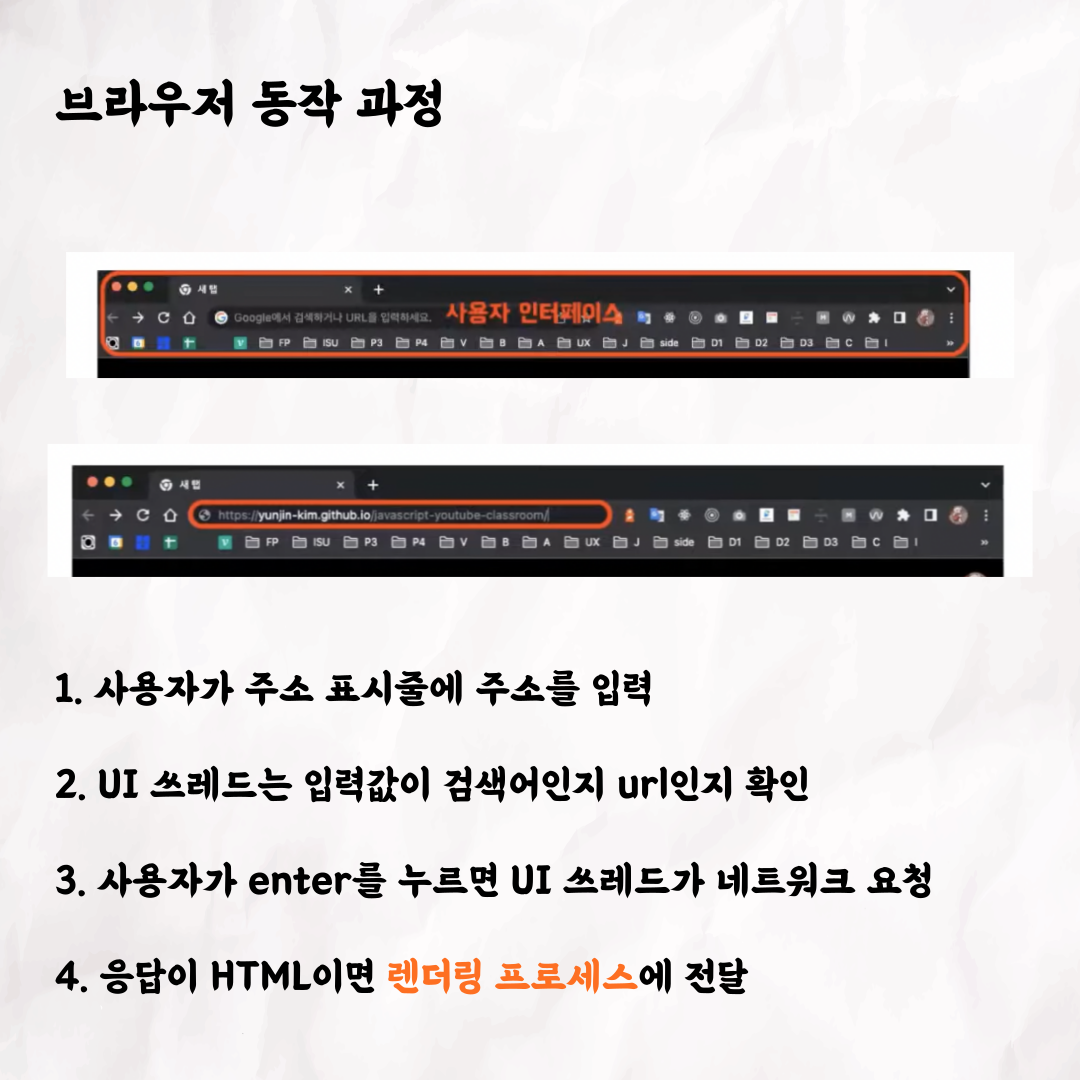 브라우저 동작 과정
새 탭
Google에서 검색하거나 URL을 입력하세요.
사용자 인터페이스
FP ISU P3 P4 V B A UX J side D1 D2 D3 C I »
새 탭
https://yunjin-kim.github.io/javascript-youtube-classroom/
FP ISU P3 P4 V B A UX J side D1 D2 D3 C I »
1. 사용자가 주소 표시줄에 주소를 입력
2. UI 쓰레드는 입력값이 검색어인지 url인지 확인
3. 사용자가 enter를 누르면 UI 쓰레드가 네트워크 요청
4. 응답이 HTML이면 렌더링 프로세스에 전달